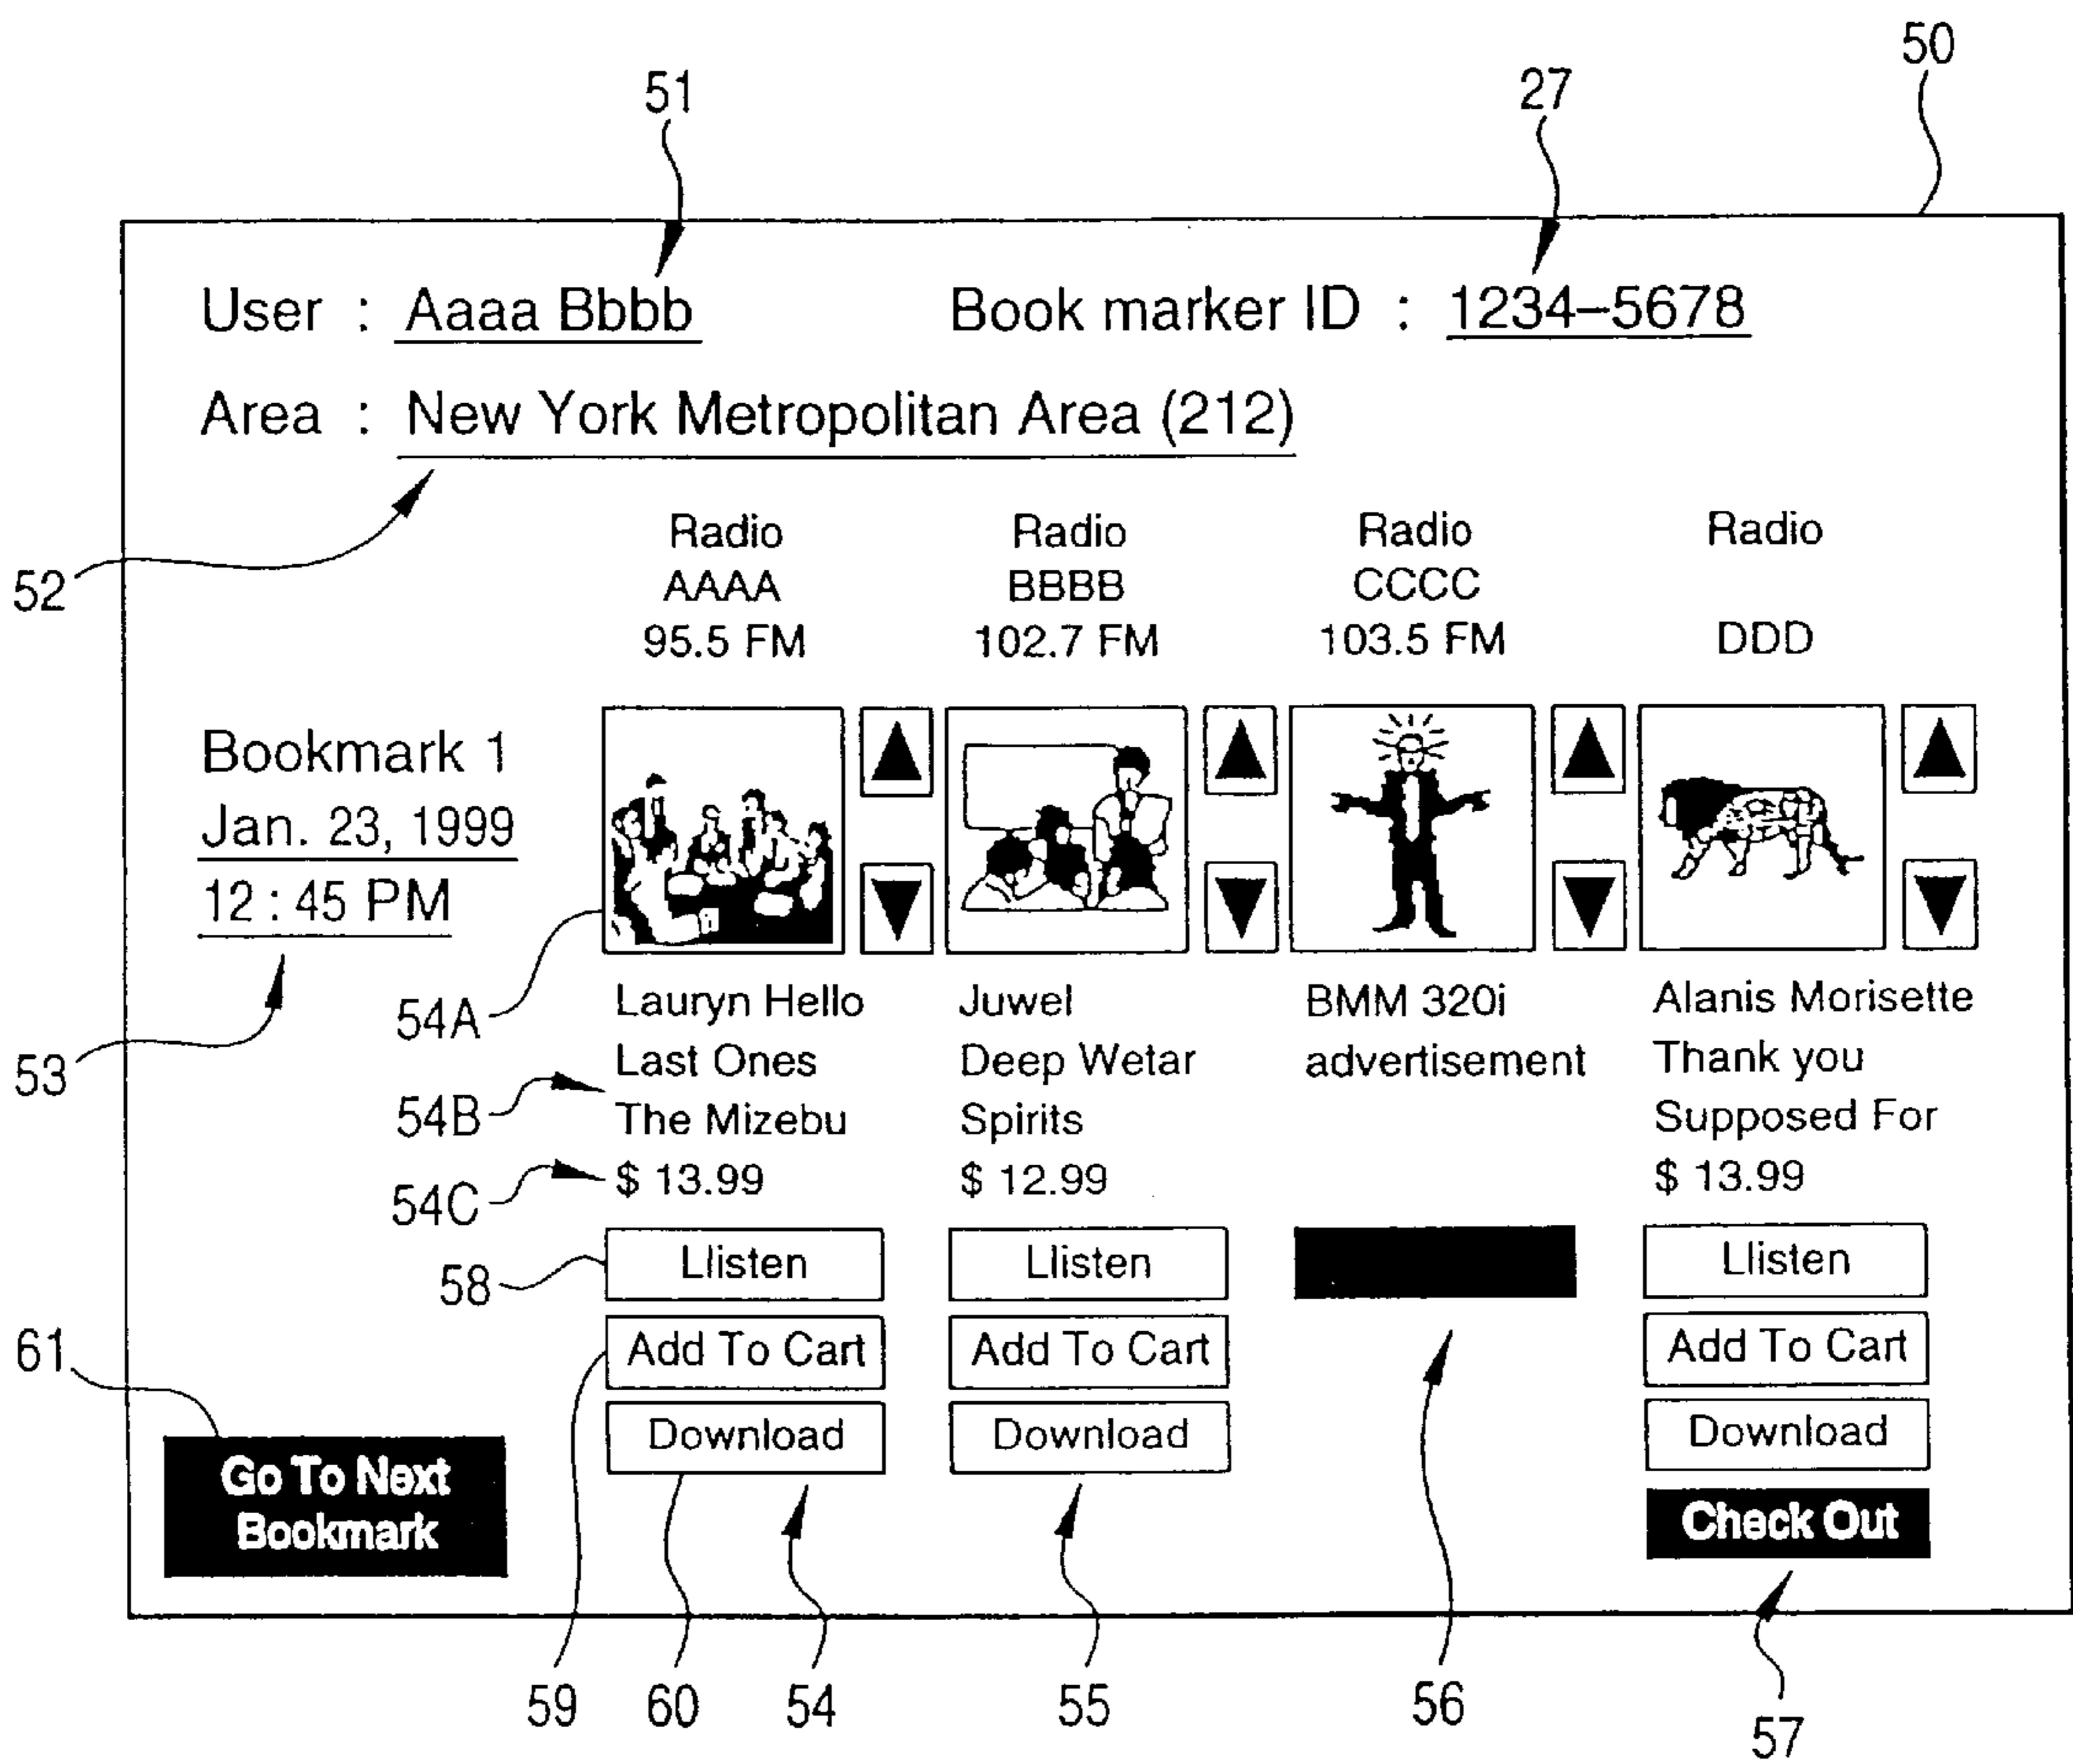 50
51
27
User : Aaaa Bbbb
Book marker ID : 1234–5678
Area : New York Metropolitan Area (212)
52
Radio
AAAA
95.5 FM
Radio
BBBB
102.7 FM
Radio
CCCC
103.5 FM
Radio
DDD
Bookmark 1
Jan. 23, 1999
12 : 45 PM
53
54A
54B
54C
Lauryn Hello
Last Ones
The Mizebu
$ 13.99
Juwel
Deep Wetar
Spirits
$ 12.99
BMM 320i
advertisement
Alanis Morisette
Thank you
Supposed For
$ 13.99
58
Llisten
Add To Cart
Download
Llisten
Add To Cart
Download
Llisten
Add To Cart
Download
Check Out
61
Go To Next
Bookmark
59
60
54
55
56
57